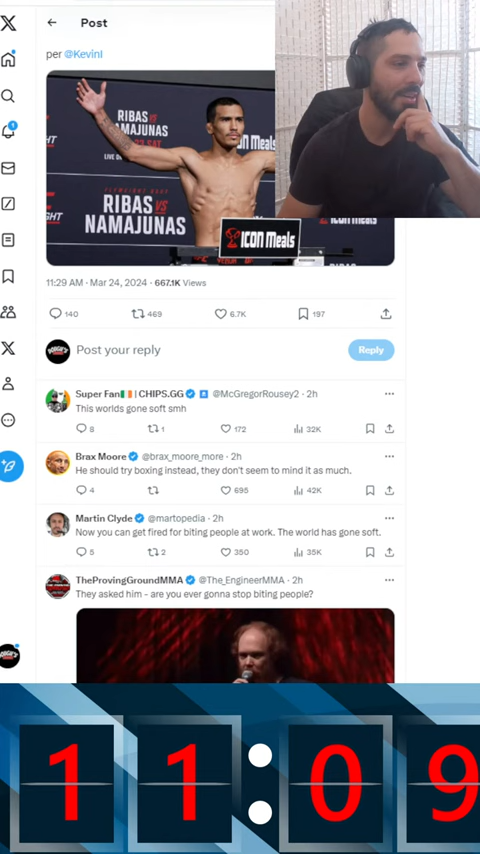 Post
per @KevinI
RIBAS
VS
NAMAJUNAS
RIBAS
VS
NAMAJUNAS
ICON Meals
11:29 AM · Mar 24, 2024 · 667.1K Views
140 469 6.7K 197
Post your reply
Reply
Super Fan | CHIPS.GG @McGregorRousey2 · 2h
This worlds gone soft smh
8 1 172 32K
Brax Moore @brax_moore_more · 2h
He should try boxing instead, they don't seem to mind it as much.
4 695 42K
Martin Clyde @martopedia · 2h
Now you can get fired for biting people at work. The world has gone soft.
5 2 350 35K
TheProvingGroundMMA @The_EngineerMMA · 2h
They asked him - are you ever gonna stop biting people?
11:09